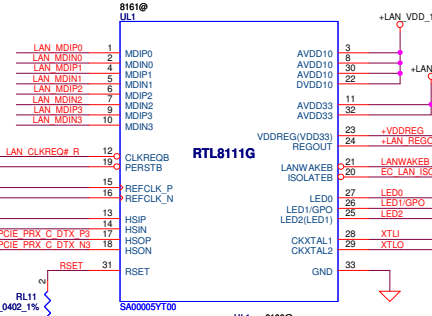 8161@
UL1
+LAN_VDD_1
LAN_MDIP0 1 MDIP0 AVDD10 3
LAN_MDIN0 2 MDIN0 AVDD10 8
LAN_MDIP1 4 MDIP1 AVDD10 30
LAN_MDIN1 5 MDIN1 DVDD10 22
LAN_MDIP2 6 MDIP2
LAN_MDIN2 7 MDIN2 AVDD33 11
LAN_MDIP3 9 MDIP3 AVDD33 32
LAN_MDIN3 10 MDIN3
+LAN
VDDREG(VDD33) 23 +VDDREG
REGOUT 24 +LAN_REGO
RTL8111G
LAN_CLKREQ#_R 12 CLKREQB
19 PERSTB
LANWAKEB 21 LANWAKEB
ISOLATEB 20 EC_LAN_ISO
15 REFCLK_P
16 REFCLK_N
LED0 27 LED0
LED1/GPO 26 LED1/GPO
LED2(LED1) 25 LED2
13 HSIP
14 HSIN
PCIE_PRX_C_DTX_P3 17 HSOP
PCIE_PRX_C_DTX_N3 18 HSON
CKXTAL1 28 XTLI
CKXTAL2 29 XTLO
RSET 31 RSET
GND 33
2
RL11
0402_1%
SA00005YT00